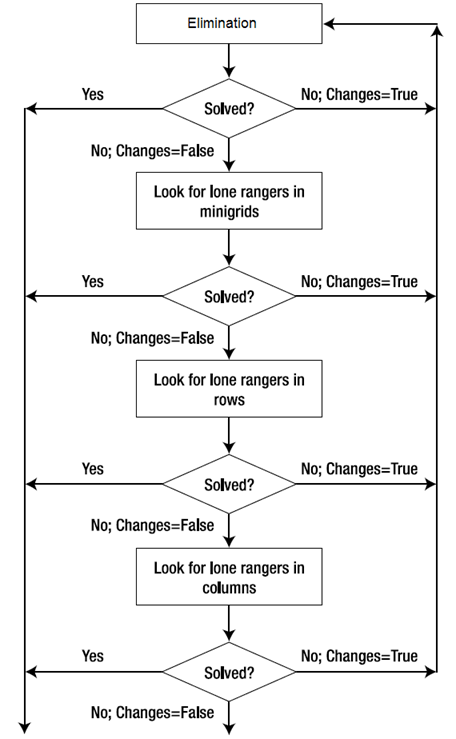 Elimination
Solved?
Yes
No; Changes=True
No; Changes=False
Look for lone rangers in
minigrids
Yes
Solved?
No; Changes=True
No; Changes=False
Look for lone rangers in
rows
Yes
Solved?
No; Changes=True
No; Changes=False
Look for lone rangers in
columns
Yes
Solved?
No; Changes=True
No; Changes=False